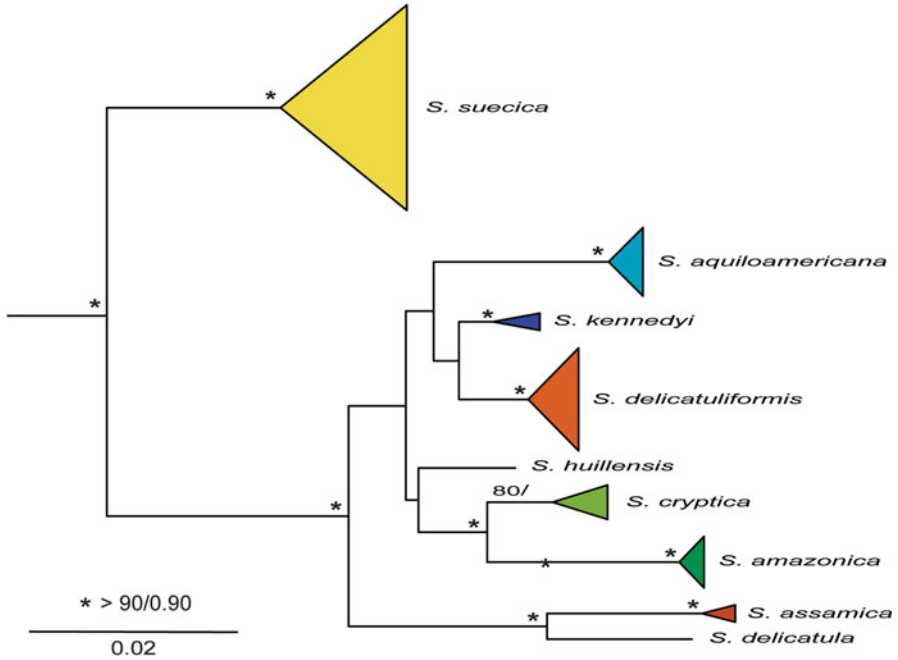 *
S. suecica
*
S. aquiloamericana
*
*
S. kennedyi
*
S. delicatuliformis
S. huillensis
80/
S. cryptica
*
*
*
*
S. amazonica
* > 90/0.90
*
S. assamica
*
S. delicatula
0.02